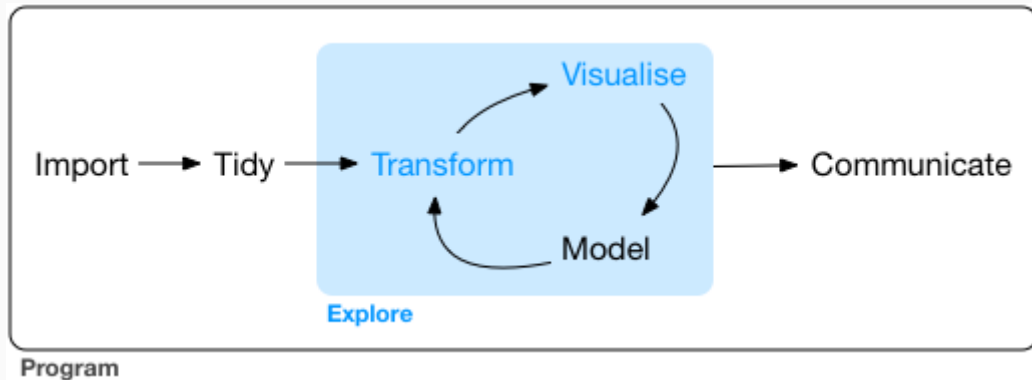 Visualise
Import
Tidy
Transform
Communicate
Model
Explore
Program